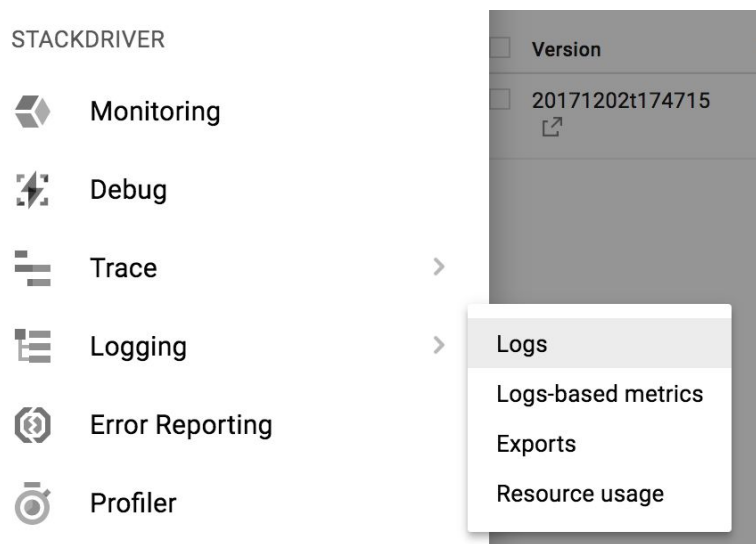 STACKDRIVER
Monitoring
Debug
Trace
Logging
Error Reporting
Profiler
Version
20171202t174715
Logs
Logs-based metrics
Exports
Resource usage